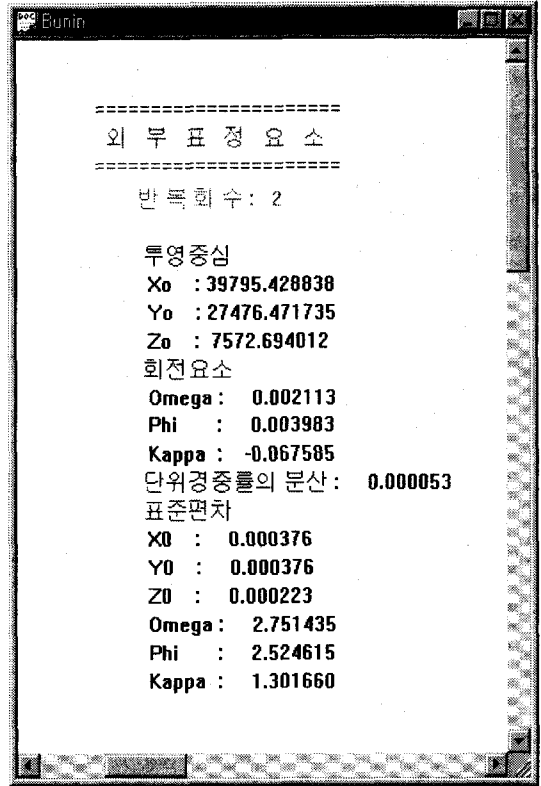 Bunin
======================
외 부 표 정 요 소
======================
반 복 회 수 : 2
투영중심
Xo : 39795.428838
Yo : 27476.471735
Zo : 7572.694012
회전요소
Omega : 0.002113
Phi : 0.003983
Kappa : -0.067585
단위경중률의 분산 : 0.000053
표준편차
X0 : 0.000376
Y0 : 0.000376
Z0 : 0.000223
Omega : 2.751435
Phi : 2.524615
Kappa : 1.301660